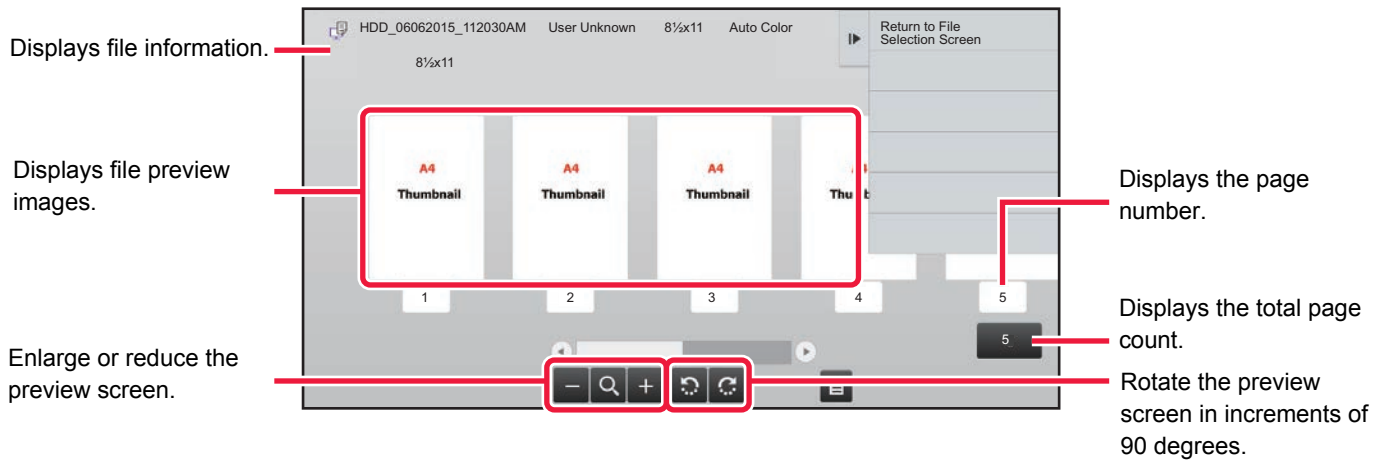 Displays file information.
HDD_06062015_112030AM User Unknown 8½x11 Auto Color
8½x11
Return to File
Selection Screen
Displays file preview
images.
A4
Thumbnail
A4
Thumbnail
A4
Thumbnail
1
2
3
4
5
Displays the page
number.
5
Displays the total page
count.
Enlarge or reduce the
preview screen.
Rotate the preview
screen in increments of
90 degrees.